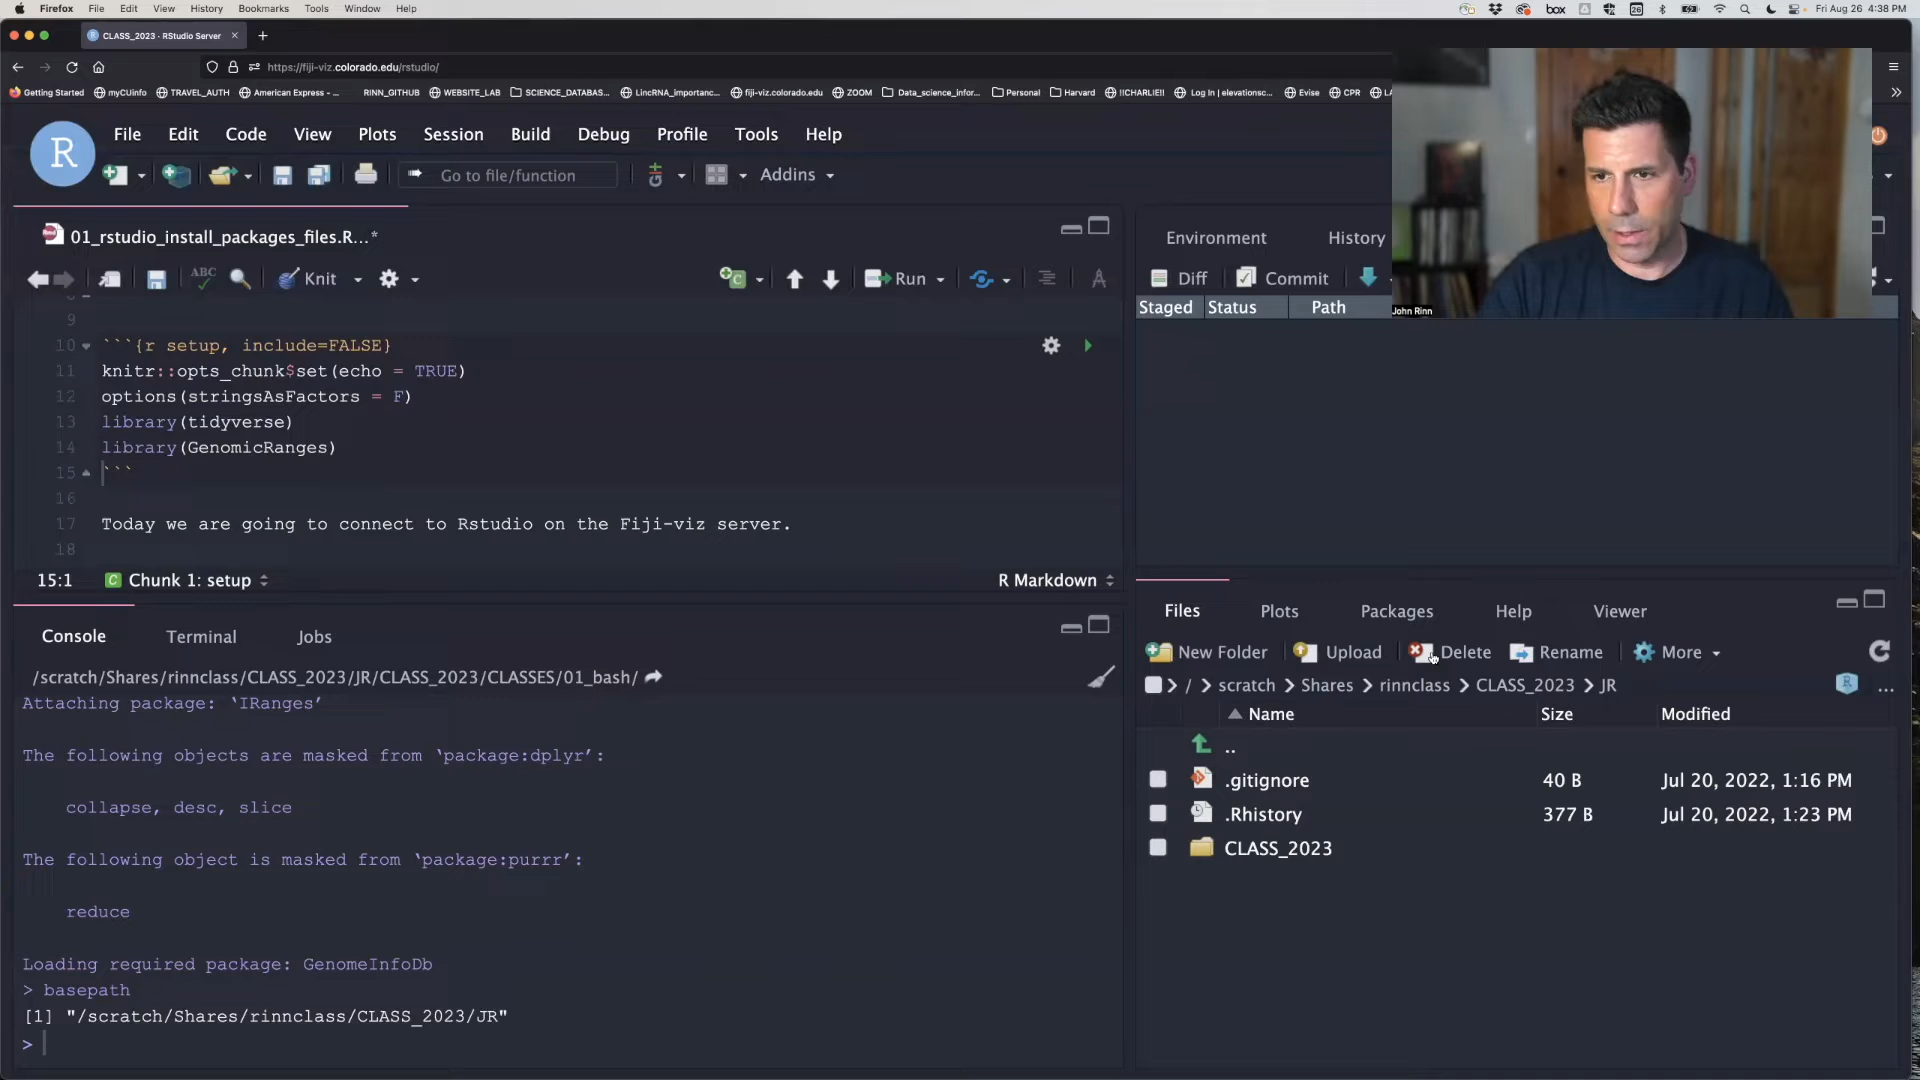 Firefox File Edit View History Bookmarks Tools Window Help
box 26 Fri Aug 26 4:38 PM
CLASS_2023 - RStudio Server
https://fiji-viz.colorado.edu/rstudio/
Getting Started myCUinfo TRAVEL_AUTH American Express - ... RINN_GITHUB WEBSITE_LAB SCIENCE_DATABAS... LincRNA_importanc... fiji-viz.colorado.edu ZOOM Data_science_infor... Personal Harvard !!CHARLIE!! Log In | elevationsc... Evise CPR
R File Edit Code View Plots Session Build Debug Profile Tools Help
Go to file/function Addins
01_rstudio_install_packages_files.R...*
ABC Knit Run
9
10 ```{r setup, include=FALSE}
11 knitr::opts_chunk$set(echo = TRUE)
12 options(stringsAsFactors = F)
13 library(tidyverse)
14 library(GenomicRanges)
15 ```
16
17 Today we are going to connect to Rstudio on the Fiji-viz server.
18
15:1 C Chunk 1: setup R Markdown
Console Terminal Jobs
/scratch/Shares/rinnclass/CLASS_2023/JR/CLASS_2023/CLASSES/01_bash/
Attaching package: ‘IRanges’
The following objects are masked from ‘package:dplyr’:
collapse, desc, slice
The following object is masked from ‘package:purrr’:
reduce
Loading required package: GenomeInfoDb
> basepath
[1] "/scratch/Shares/rinnclass/CLASS_2023/JR"
>
Environment History
Diff Commit
Staged Status Path
John Rinn
Files Plots Packages Help Viewer
New Folder Upload Delete Rename More
/ scratch Shares rinnclass CLASS_2023 JR R ...
Name Size Modified
..
.gitignore 40 B Jul 20, 2022, 1:16 PM
.Rhistory 377 B Jul 20, 2022, 1:23 PM
CLASS_2023